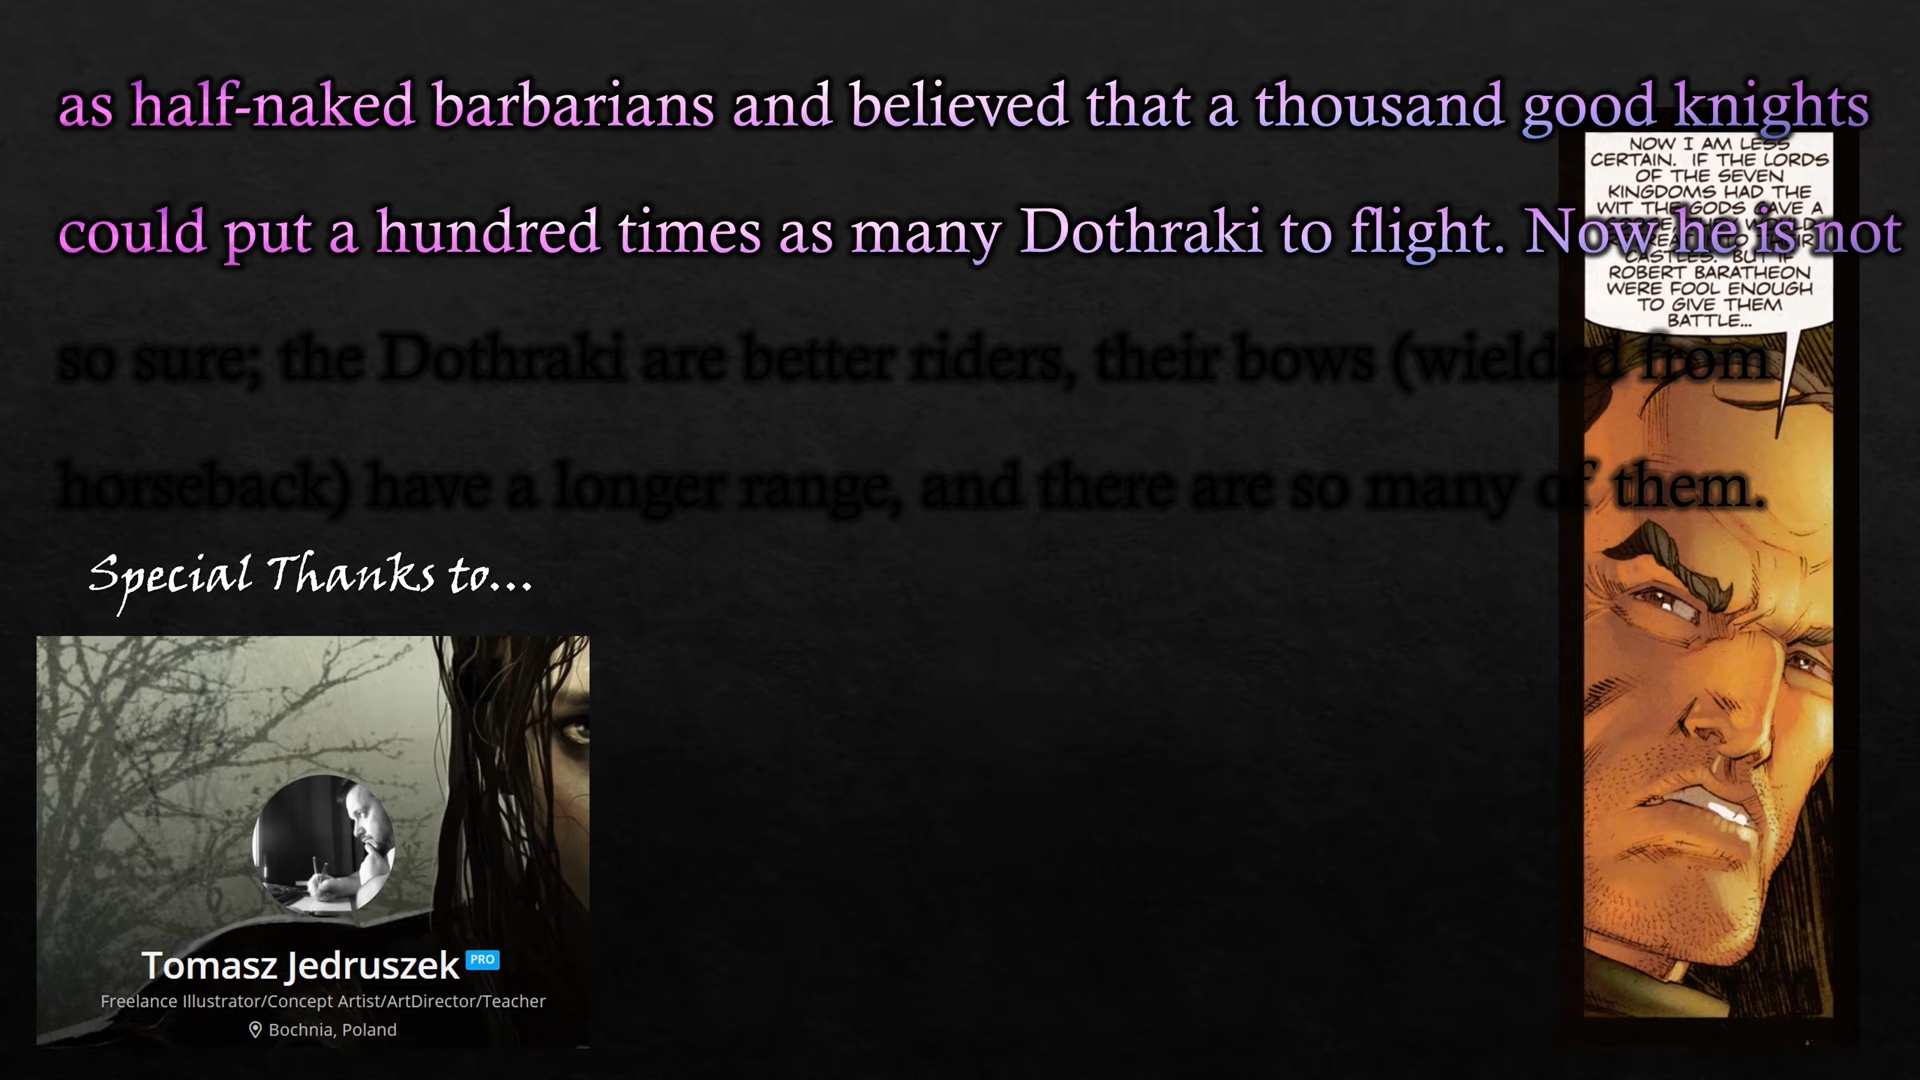 as half-naked barbarians and believed that a thousand good knights
could put a hundred times as many Dothraki to flight. Now he is not
so sure; the Dothraki are better riders, their bows (wielded from
horseback) have a longer range, and there are so many of them.
NOW I AM LESS
CERTAIN. IF THE LORDS
OF THE SEVEN
KINGDOMS HAD THE
WIT THE GODS GAVE A
CASTLES. BUT IF
ROBERT BARATHEON
WERE FOOL ENOUGH
TO GIVE THEM
BATTLE...
Special Thanks to...
Tomasz Jedruszek PRO
Freelance Illustrator/Concept Artist/ArtDirector/Teacher
Bochnia, Poland